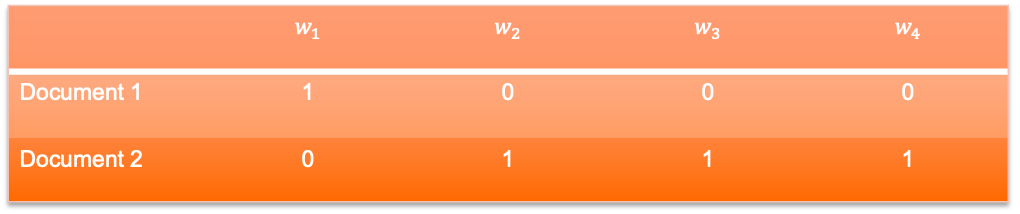 w₁ w₂ w₃ w₄
Document 1 1 0 0 0
Document 2 0 1 1 1